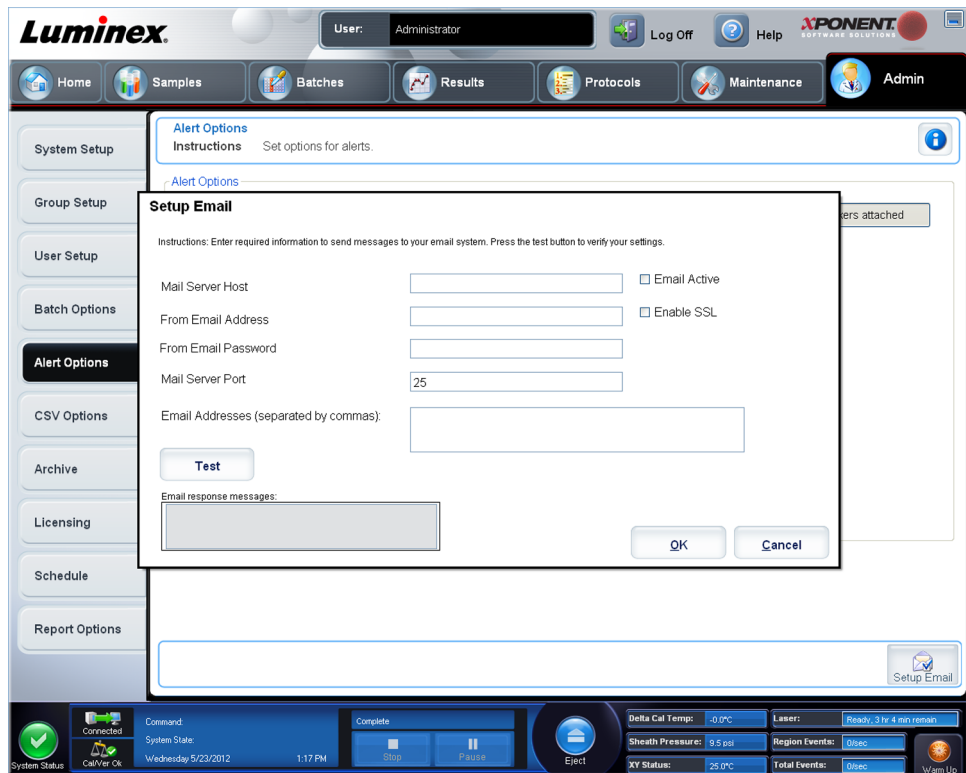 Luminex.
User: Administrator
Log Off
Help
XPONENT.
SOFTWARE SOLUTIONS
Home
Samples
Batches
Results
Protocols
Maintenance
Admin
System Setup
Group Setup
User Setup
Batch Options
Alert Options
CSV Options
Archive
Licensing
Schedule
Report Options
Alert Options
Instructions Set options for alerts.
Alert Options
kers attached
Setup Email
Instructions: Enter required information to send messages to your email system. Press the test button to verify your settings.
Mail Server Host
Email Active
From Email Address
Enable SSL
From Email Password
Mail Server Port 25
Email Addresses (separated by commas):
Test
Email response messages:
OK
Cancel
Setup Email
System Status
Connected
Cal/Ver Ok
Command:
System State:
Wednesday 5/23/2012 1:17 PM
Complete
Stop
Pause
Eject
Delta Cal Temp: -0.0°C
Sheath Pressure: 9.5 psi
XY Status: 25.0°C
Laser: Ready, 3 hr 4 min remain
Region Events: 0/sec
Total Events: 0/sec
Warm Up